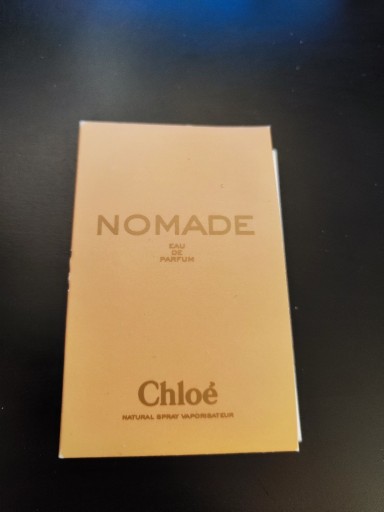 NOMADE
EAU
DE
PARFUM
Chloé
NATURAL SPRAY VAPORISATEUR